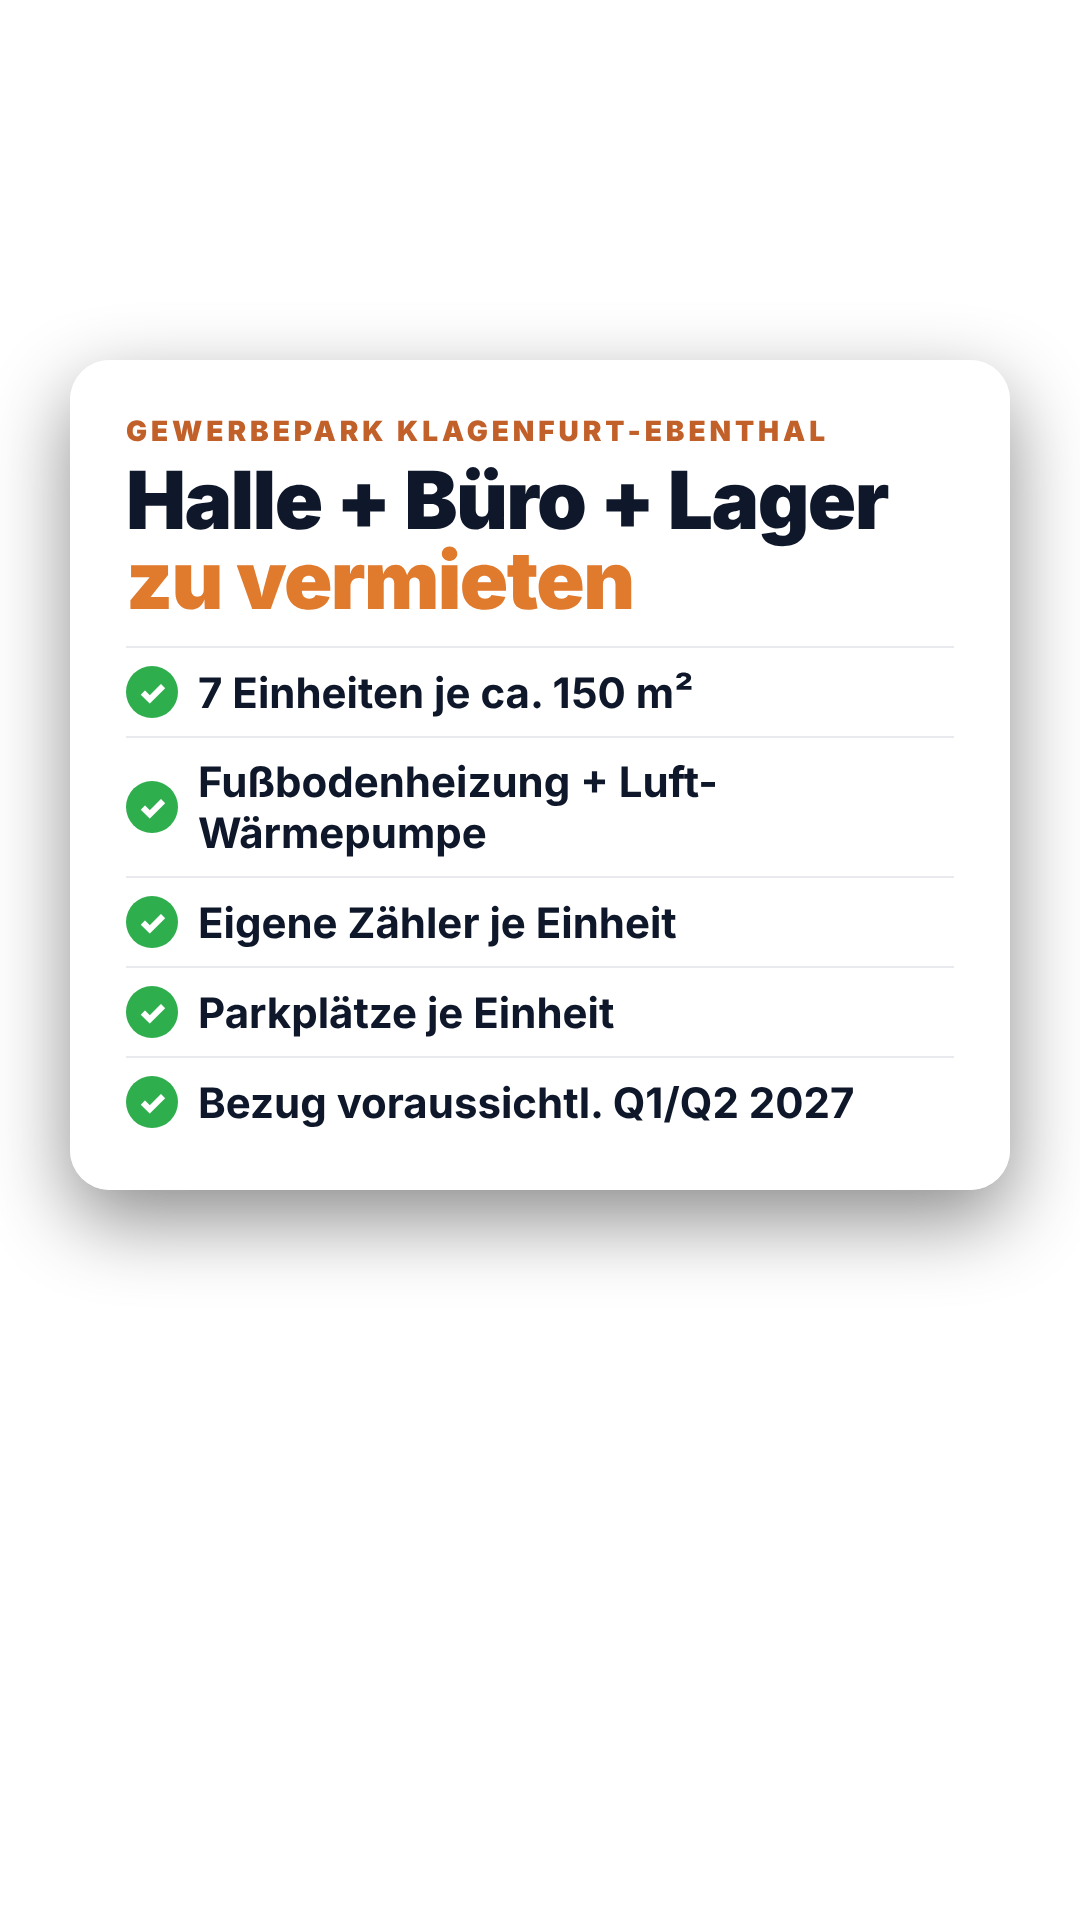 GEWERBEPARK KLAGENFURT-EBENTHAL
Halle + Büro + Lager
zu vermieten
7 Einheiten je ca. 150 m²
Fußbodenheizung + Luft-
Wärmepumpe
Eigene Zähler je Einheit
Parkplätze je Einheit
Bezug voraussichtl. Q1/Q2 2027